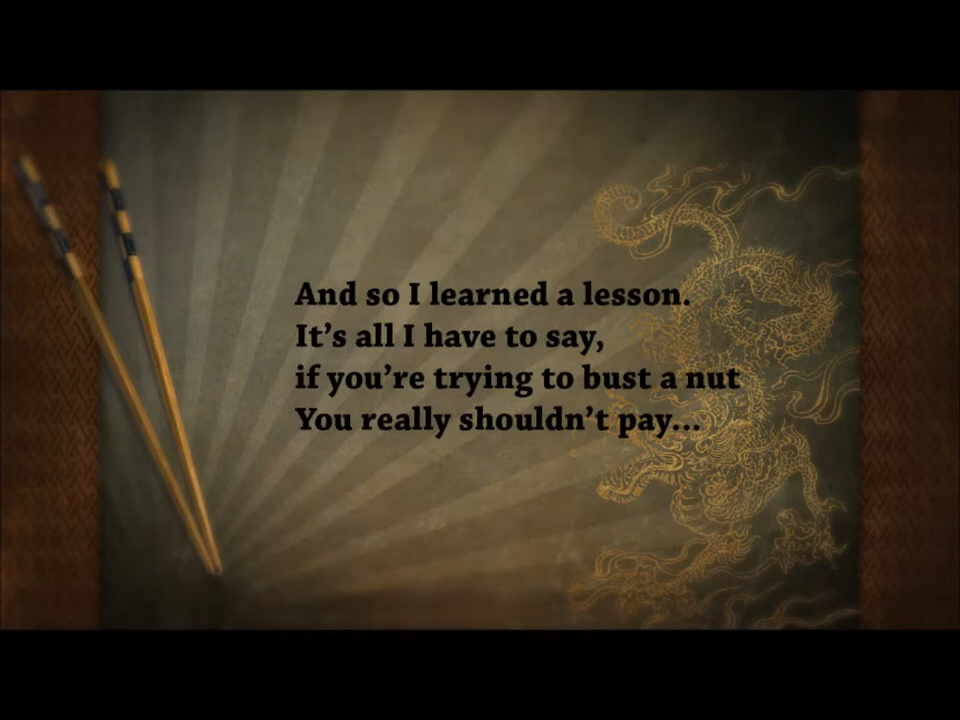 And so I learned a lesson.
It's all I have to say,
if you're trying to bust a nut
You really shouldn't pay...